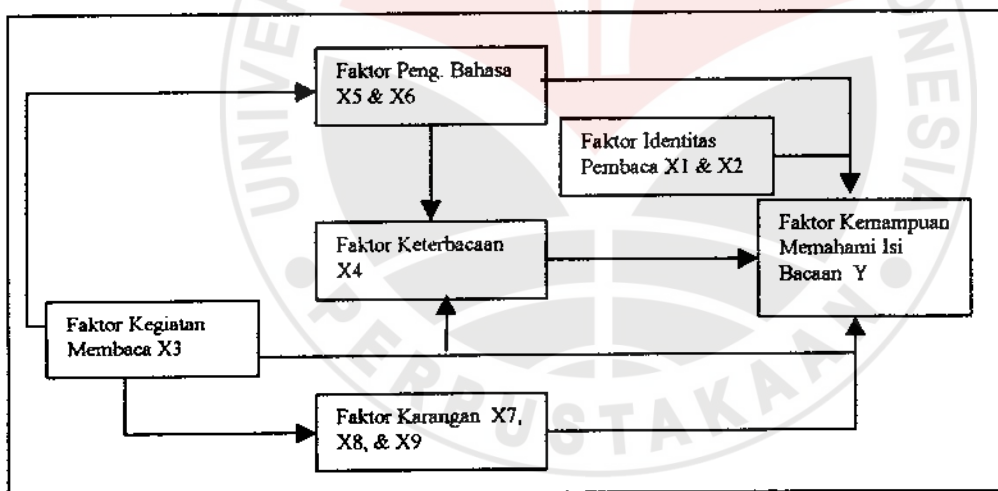 Faktor Peng. Bahasa
X5 & X6
Faktor Identitas
Pembaca X1 & X2
Faktor Keterbacaan
X4
Faktor Kemampuan
Memahami Isi
Bacaan Y
Faktor Kegiatan
Membaca X3
Faktor Karangan X7,
X8, & X9
PERPUSTAKAAN